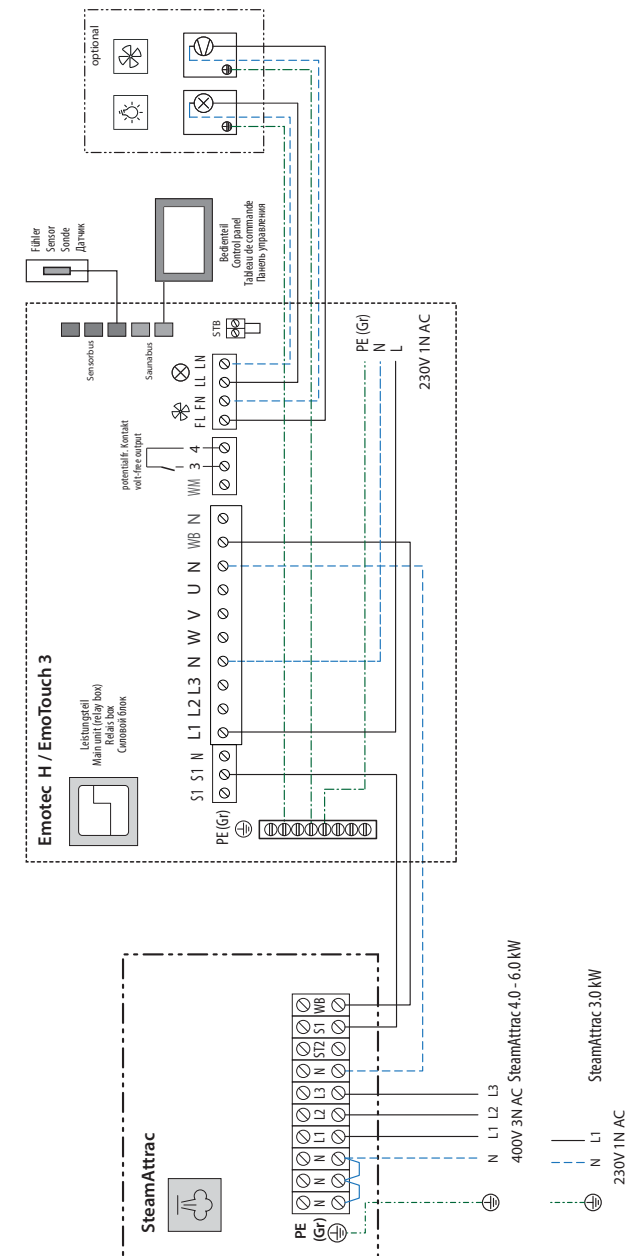 Emotec H / EmoTouch 3
Leistungsteil
Main unit (relay box)
Relais box
Силовой блок
PE (Gr)
S1 S1 N
L1 L2 L3 N W V U N WB N
WM 3 4
potentialfr. Kontakt
volt-free output
FL FN LL LN
STB
Sensorbus
Saunabus
Fühler
Sensor
Sonde
Датчик
Bedienteil
Control panel
Tableau de commande
Панель управления
optional
PE (Gr)
N
L
230V 1N AC
SteamAttrac
PE
(Gr)
N N N L1 L2 L3 N ST2 S1 WB
N L1 L2 L3
400V 3N AC SteamAttrac 4.0 - 6.0 kW
N L1
230V 1N AC
SteamAttrac 3.0 kW